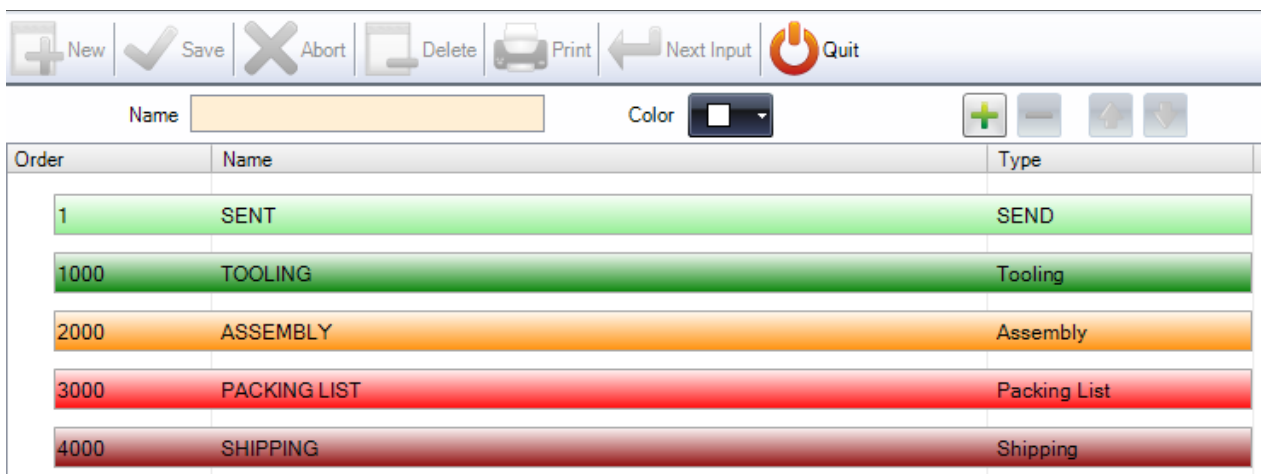 New Save Abort Delete Print Next Input Quit
Name Color
Order Name Type
1 SENT SEND
1000 TOOLING Tooling
2000 ASSEMBLY Assembly
3000 PACKING LIST Packing List
4000 SHIPPING Shipping